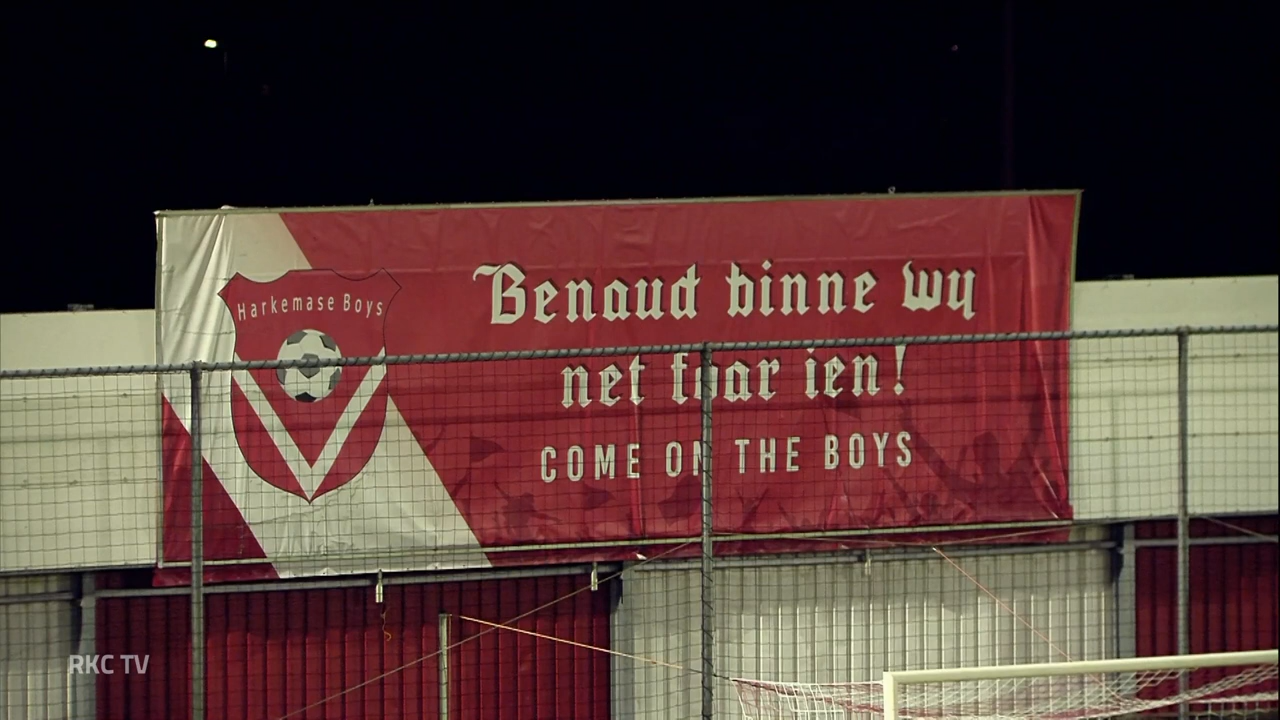 Harkemase Boys
Benaud binne wy
net foar ien!
COME ON THE BOYS
RKC TV